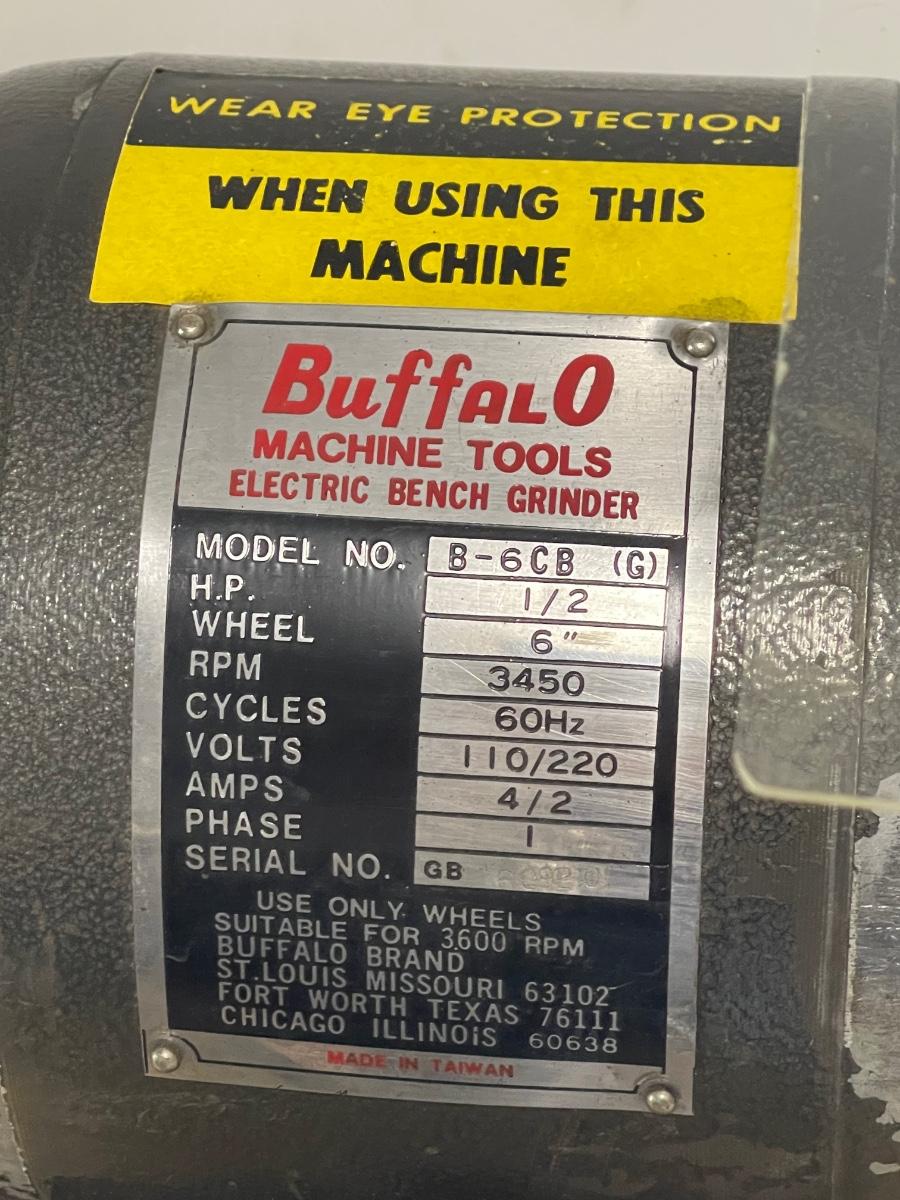 WEAR EYE PROTECTION
WHEN USING THIS
MACHINE
BuffaLO
MACHINE TOOLS
ELECTRIC BENCH GRINDER
MODEL NO. B-6CB (G)
H.P. 1/2
WHEEL 6"
RPM 3450
CYCLES 60Hz
VOLTS 110/220
AMPS 4/2
PHASE 1
SERIAL NO. GB
USE ONLY WHEELS
SUITABLE FOR 3600 RPM
BUFFALO BRAND
ST.LOUIS MISSOURI 63102
FORT WORTH TEXAS 76111
CHICAGO ILLINOiS 60638
MADE IN TAIWAN